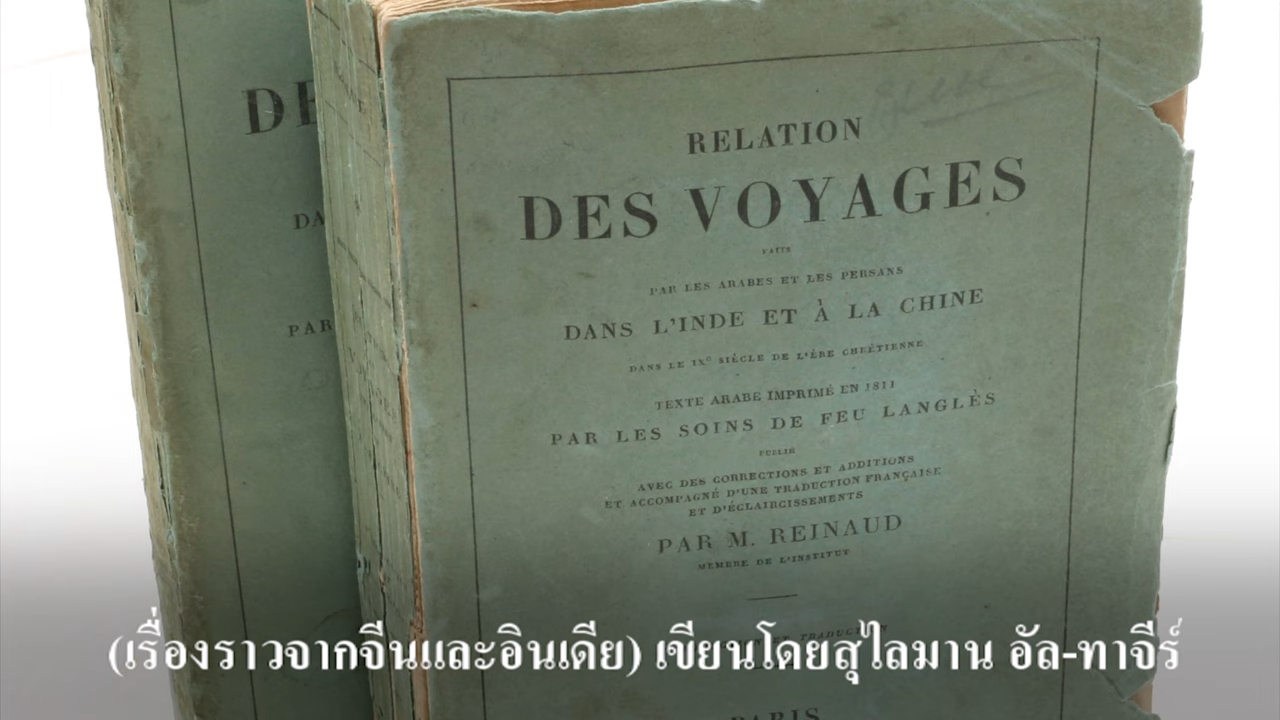 DE
DA
PAR
RELATION
DES VOYAGES
FAITS
PAR LES ARABES ET LES PERSANS
DANS L'INDE ET À LA CHINE
DANS LE IXᵉ SIÈCLE DE L'ÈRE CHRÉTIENNE
TEXTE ARABE IMPRIMÉ EN 1811
PAR LES SOINS DE FEU LANGLÈS
PUBLIÉ
AVEC DES CORRECTIONS ET ADDITIONS
ET ACCOMPAGNÉ D'UNE TRADUCTION FRANÇAISE
ET D'ÉCLAIRCISSEMENTS
PAR M. REINAUD
MEMBRE DE L'INSTITUT
ET TRADUCTION
(เรื่องราวจากจีนและอินเดีย) เขียนโดยสุไลมาน อัล-ทาจีร์
PARIS